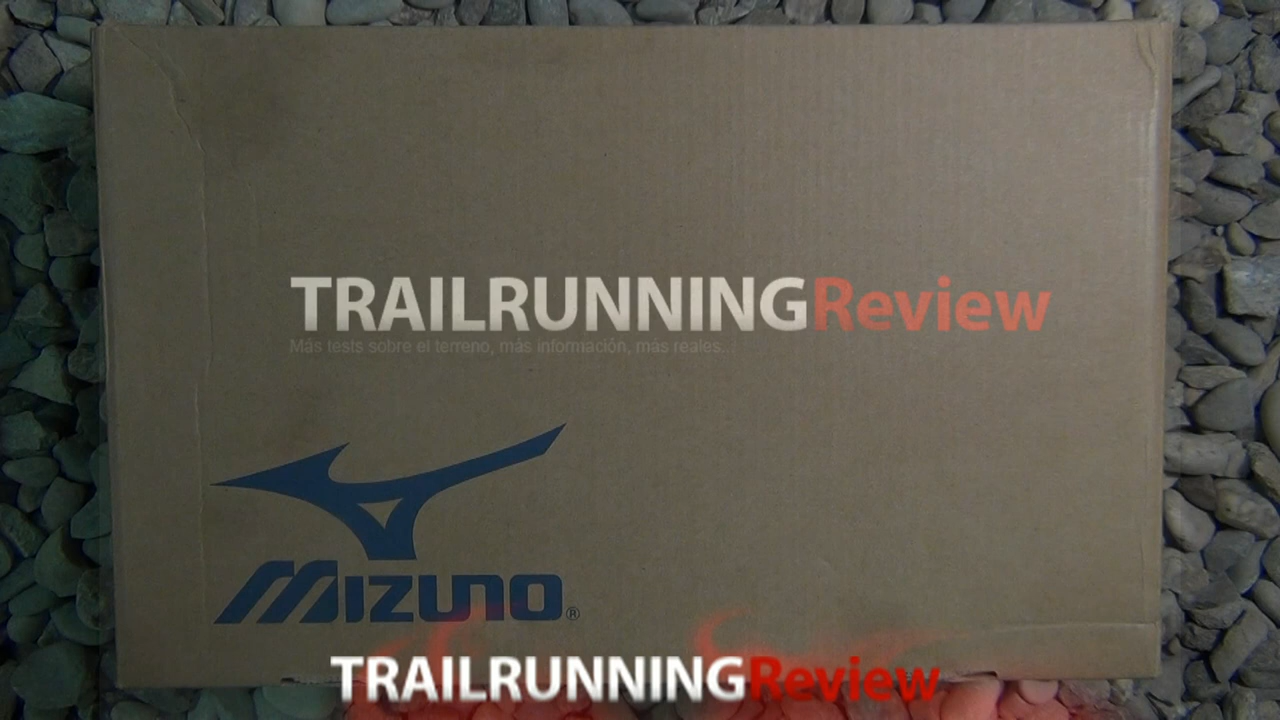 TRAILRUNNINGReview
Más tests sobre el terreno, más información, más reales...
MIZUNO®
TRAILRUNNINGReview